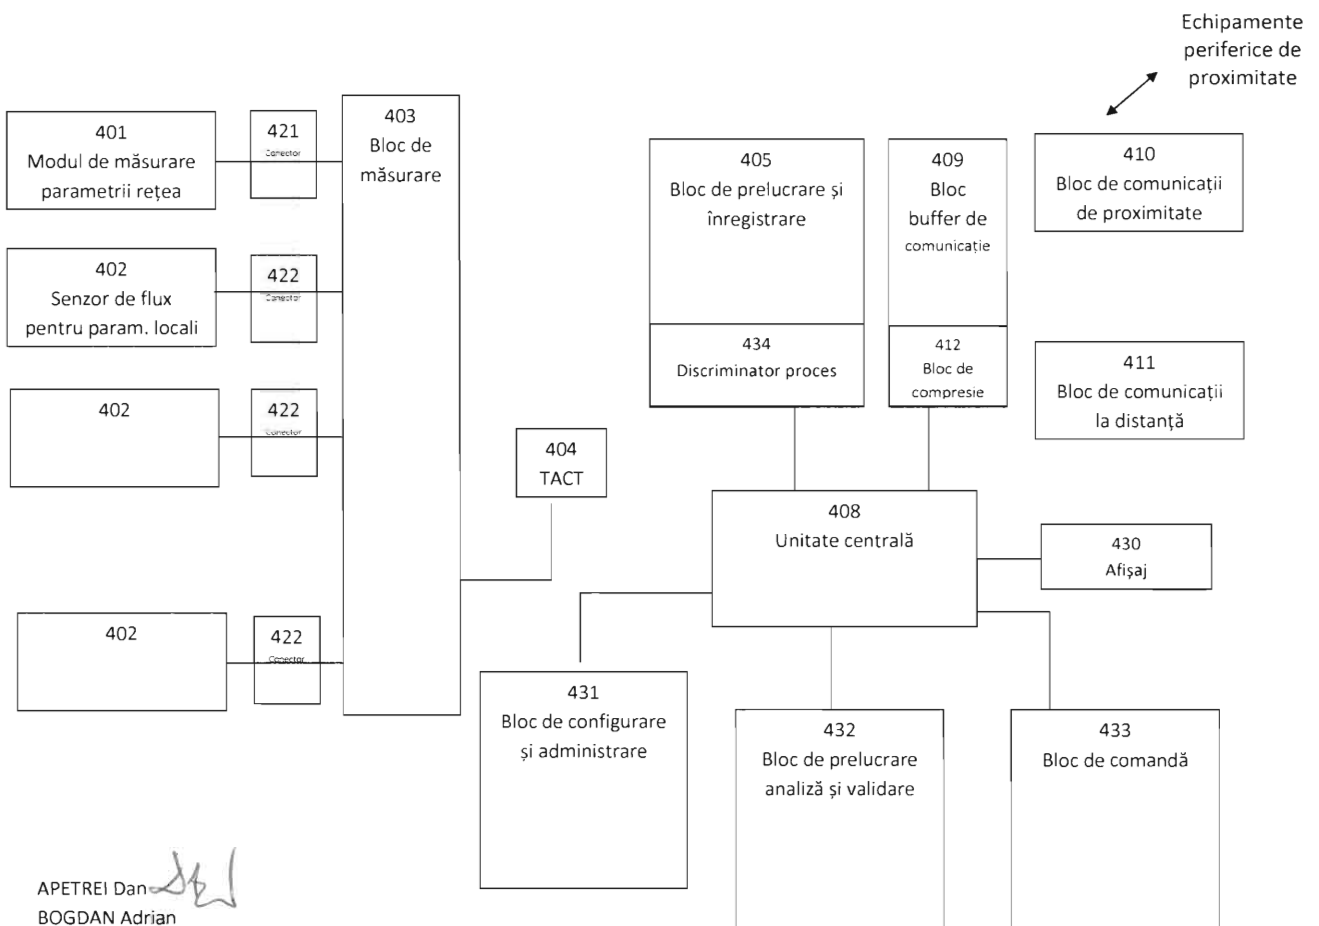 Echipamente
periferice de
proximitate
401
Modul de măsurare
parametrii rețea
421
Conector
403
Bloc de
măsurare
405
Bloc de prelucrare și
înregistrare
409
Bloc
buffer de
comunicație
410
Bloc de comunicații
de proximitate
402
Senzor de flux
pentru param. locali
422
Conector
434
Discriminator proces
412
Bloc de
compresie
411
Bloc de comunicații
la distanță
402
422
Conector
404
TACT
408
Unitate centrală
430
Afișaj
402
422
Conector
431
Bloc de configurare
și administrare
432
Bloc de prelucrare
analiză și validare
433
Bloc de comandă
APETREI Dan
BOGDAN Adrian